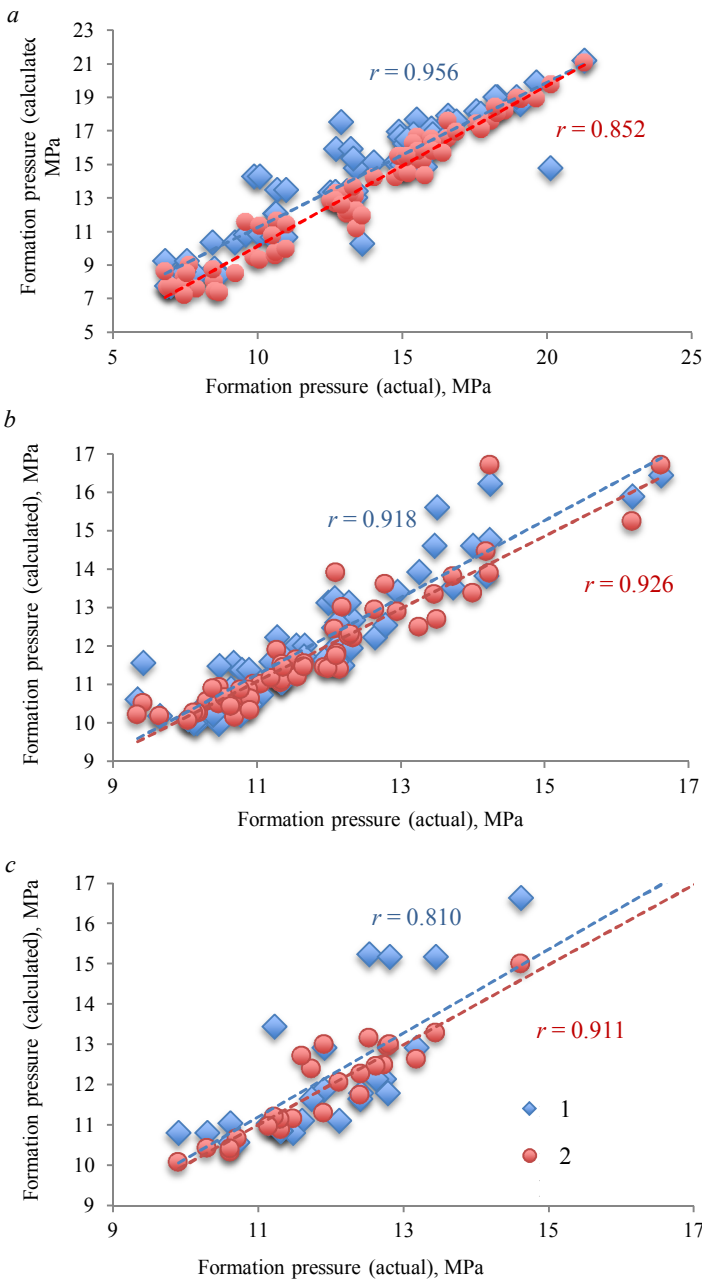 a
Formation pressure (calculated)
MPa
23
21
19
17
15
13
11
9
7
5
r = 0.956
r = 0.852
5
10
15
20
25
Formation pressure (actual), MPa
b
Formation pressure (calculated), MPa
17
16
15
14
13
12
11
10
9
r = 0.918
r = 0.926
9
11
13
15
17
Formation pressure (actual), MPa
c
Formation pressure (calculated), MPa
17
15
13
12
11
10
9
r = 0.810
r = 0.911
1
2
9
11
13
15
17
Formation pressure (actual), MPa